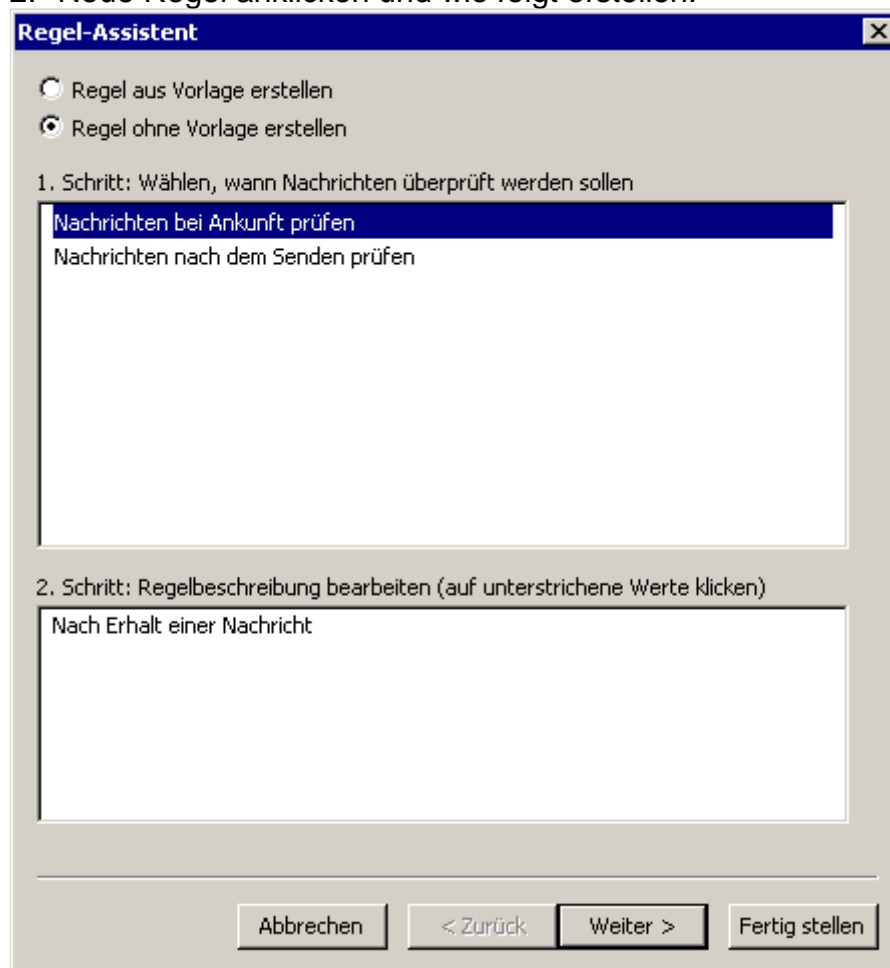 2. Neue Regel anklicken und wie folgt erstellen.
Regel-Assistent
Regel aus Vorlage erstellen
Regel ohne Vorlage erstellen
1. Schritt: Wählen, wann Nachrichten überprüft werden sollen
Nachrichten bei Ankunft prüfen
Nachrichten nach dem Senden prüfen
2. Schritt: Regelbeschreibung bearbeiten (auf unterstrichene Werte klicken)
Nach Erhalt einer Nachricht
Abbrechen < Zurück Weiter > Fertig stellen